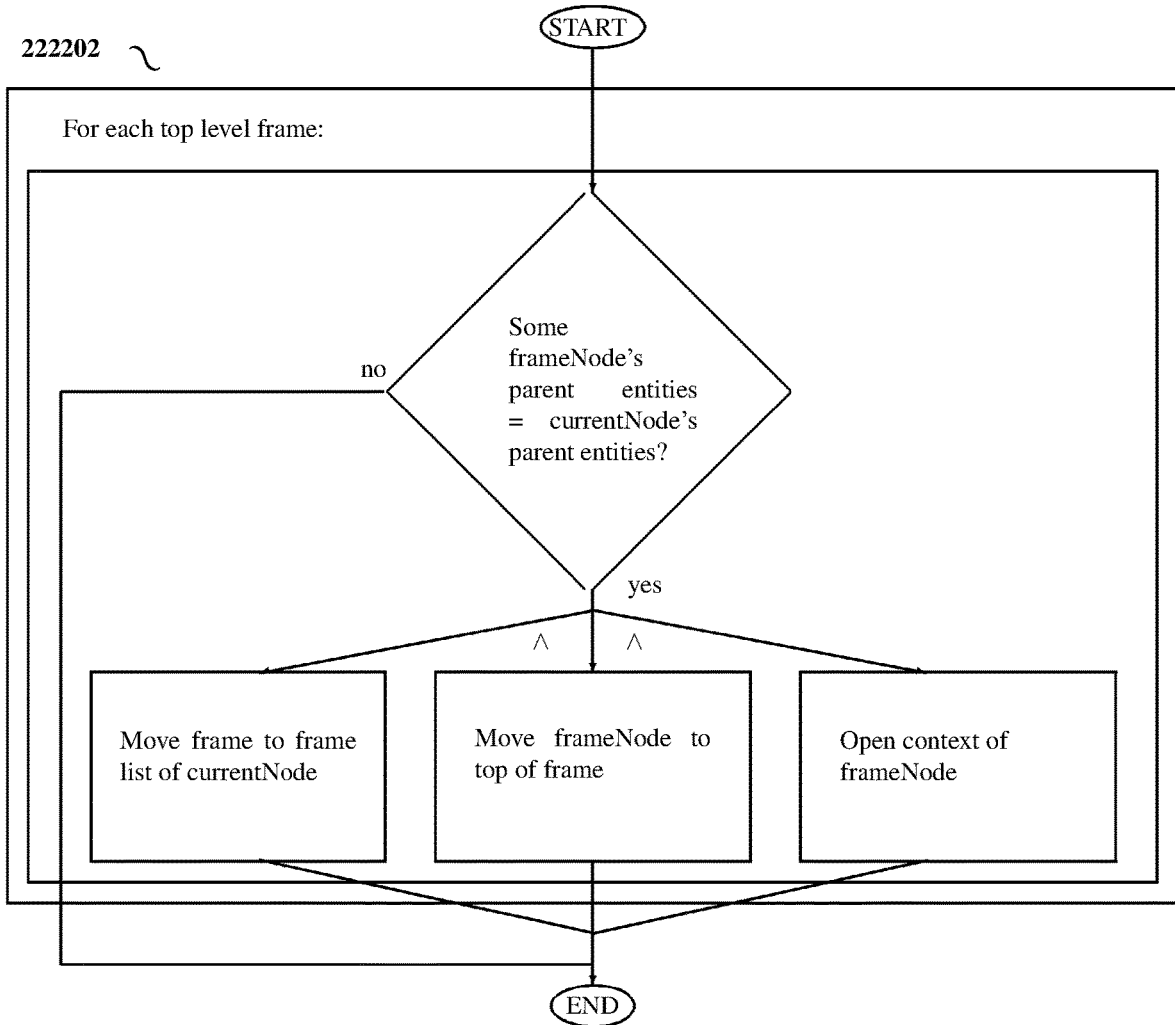 START
222202
For each top level frame:
Some
frameNode's
parent entities
= currentNode's
parent entities?
no
yes
^ ^
Move frame to frame
list of currentNode
Move frameNode to
top of frame
Open context of
frameNode
END